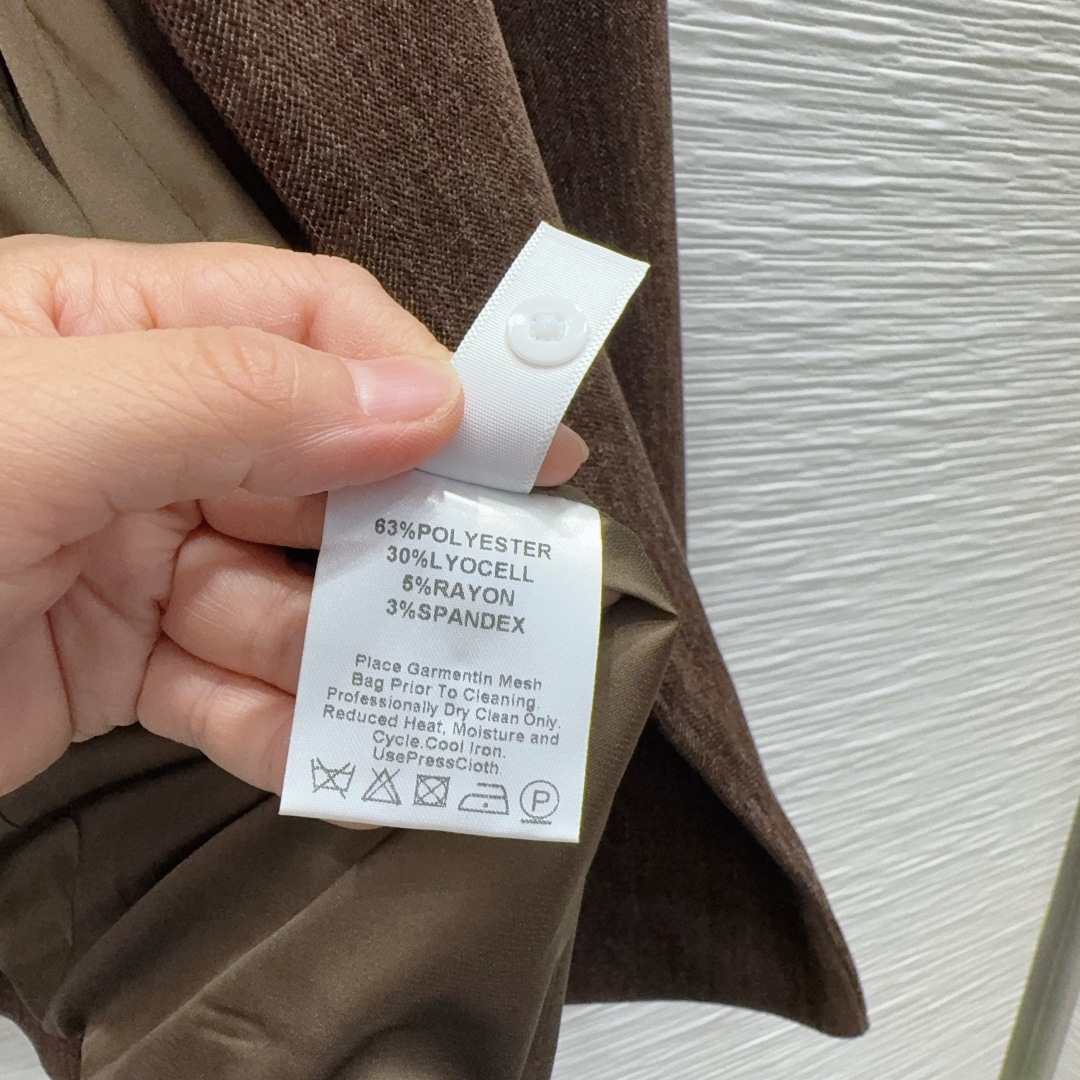 63%POLYESTER
30%LYOCELL
5%RAYON
3%SPANDEX
Place Garmentin Mesh
Bag Prior To Cleaning.
Professionally Dry Clean Only.
Reduced Heat, Moisture and
Cycle.Cool Iron.
UsePressCloth
P